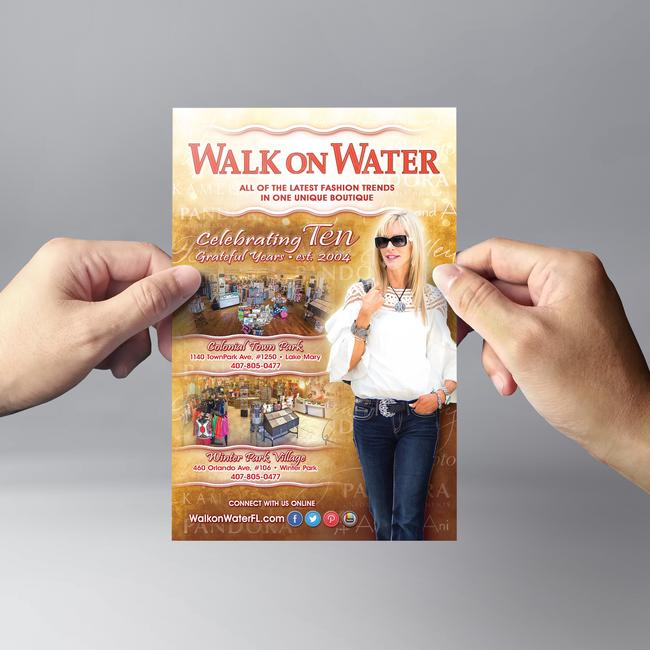 WALK ON WATER
ALL OF THE LATEST FASHION TRENDS
IN ONE UNIQUE BOUTIQUE
Celebrating Ten
Grateful Years • est. 2004
Colonial Town Park
1140 TownPark Ave, #1250 • Lake Mary
407-805-0477
Winter Park Village
460 Orlando Ave, #106 • Winter Park
407-805-0477
CONNECT WITH US ONLINE
WalkonWaterFL.com
PANDORA